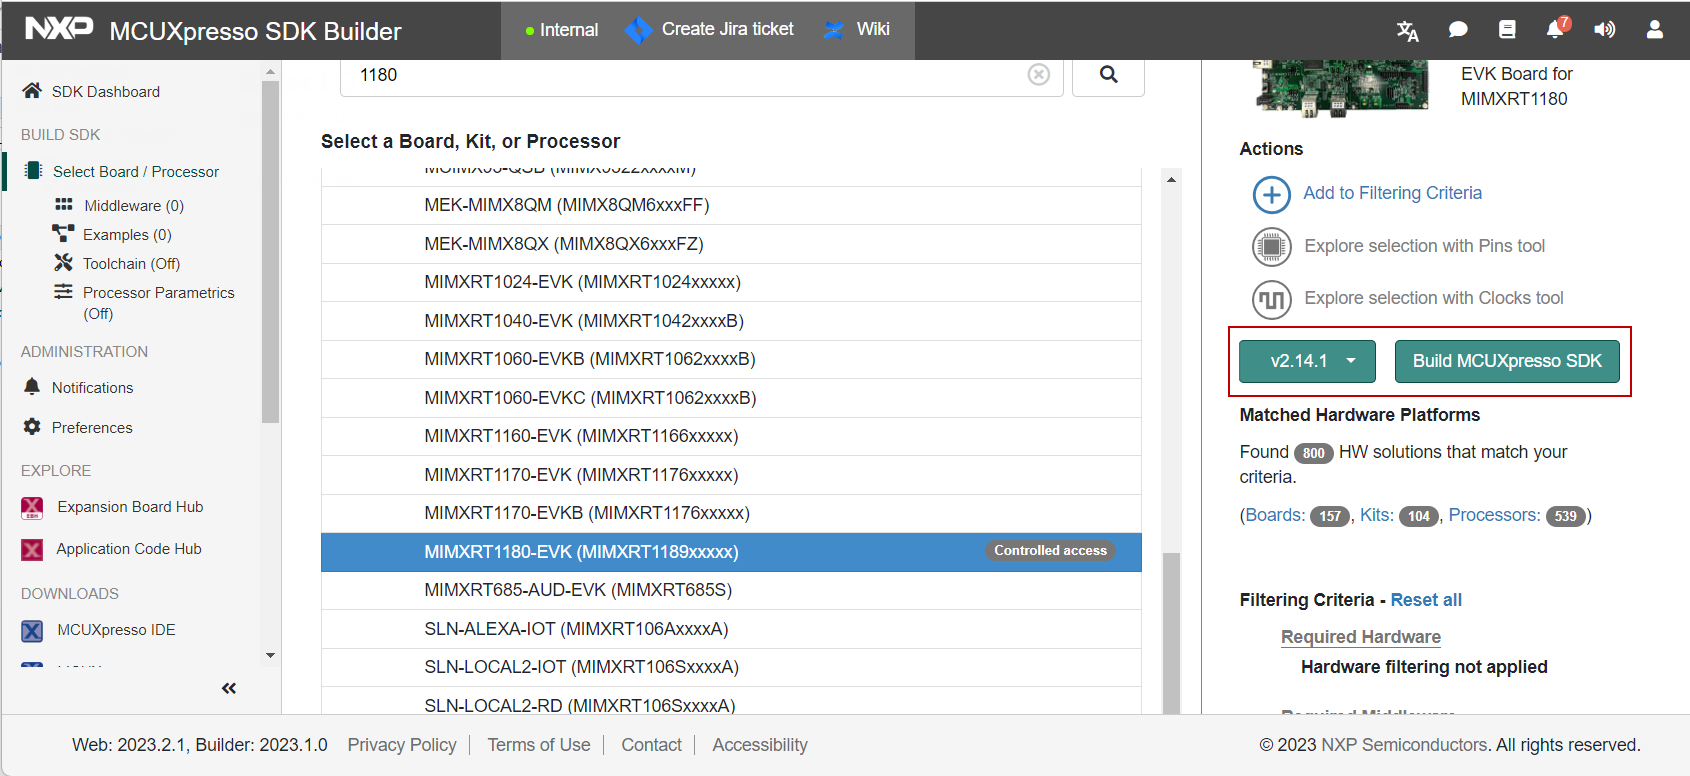 NXP MCUXpresso SDK Builder
Internal
Create Jira ticket
Wiki
7
SDK Dashboard
BUILD SDK
Select Board / Processor
Middleware (0)
Examples (0)
Toolchain (Off)
Processor Parametrics
(Off)
ADMINISTRATION
Notifications
Preferences
EXPLORE
Expansion Board Hub
Application Code Hub
DOWNLOADS
MCUXpresso IDE
1180
Select a Board, Kit, or Processor
MEK-MIMX8QM (MIMX8QM6xxxFF)
MEK-MIMX8QX (MIMX8QX6xxxFZ)
MIMXRT1024-EVK (MIMXRT1024xxxxx)
MIMXRT1040-EVK (MIMXRT1042xxxxB)
MIMXRT1060-EVKB (MIMXRT1062xxxxB)
MIMXRT1060-EVKC (MIMXRT1062xxxxB)
MIMXRT1160-EVK (MIMXRT1166xxxxx)
MIMXRT1170-EVK (MIMXRT1176xxxxx)
MIMXRT1170-EVKB (MIMXRT1176xxxxx)
MIMXRT1180-EVK (MIMXRT1189xxxxx) Controlled access
MIMXRT685-AUD-EVK (MIMXRT685S)
SLN-ALEXA-IOT (MIMXRT106AxxxxA)
SLN-LOCAL2-IOT (MIMXRT106SxxxxA)
SLN-LOCAL2-RD (MIMXRT106SxxxxA)
EVK Board for
MIMXRT1180
Actions
Add to Filtering Criteria
Explore selection with Pins tool
Explore selection with Clocks tool
v2.14.1
Build MCUXpresso SDK
Matched Hardware Platforms
Found 800 HW solutions that match your
criteria.
(Boards: 157, Kits: 104, Processors: 539)
Filtering Criteria - Reset all
Required Hardware
Hardware filtering not applied
Required Middleware
Web: 2023.2.1, Builder: 2023.1.0
Privacy Policy
Terms of Use
Contact
Accessibility
© 2023 NXP Semiconductors. All rights reserved.